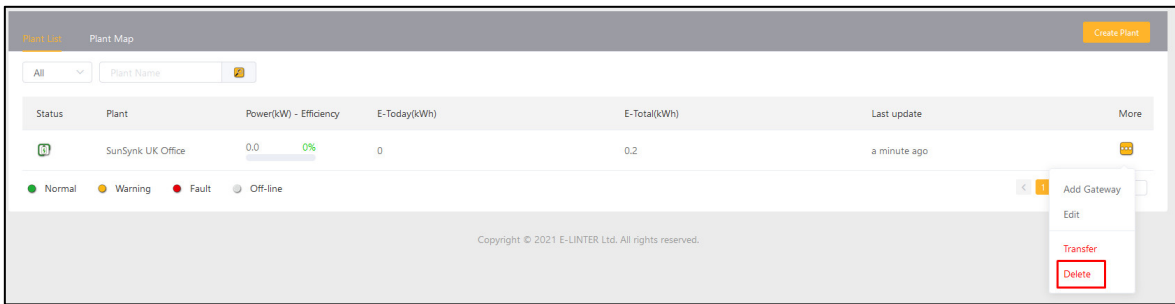 Plant List Plant Map Create Plant
All Plant Name
Status Plant Power(kW) - Efficiency E-Today(kWh) E-Total(kWh) Last update More
SunSynk UK Office 0.0 0% 0 0.2 a minute ago
Normal Warning Fault Off-line 1
Add Gateway
Edit
Transfer
Delete
Copyright © 2021 E-LINTER Ltd. All rights reserved.